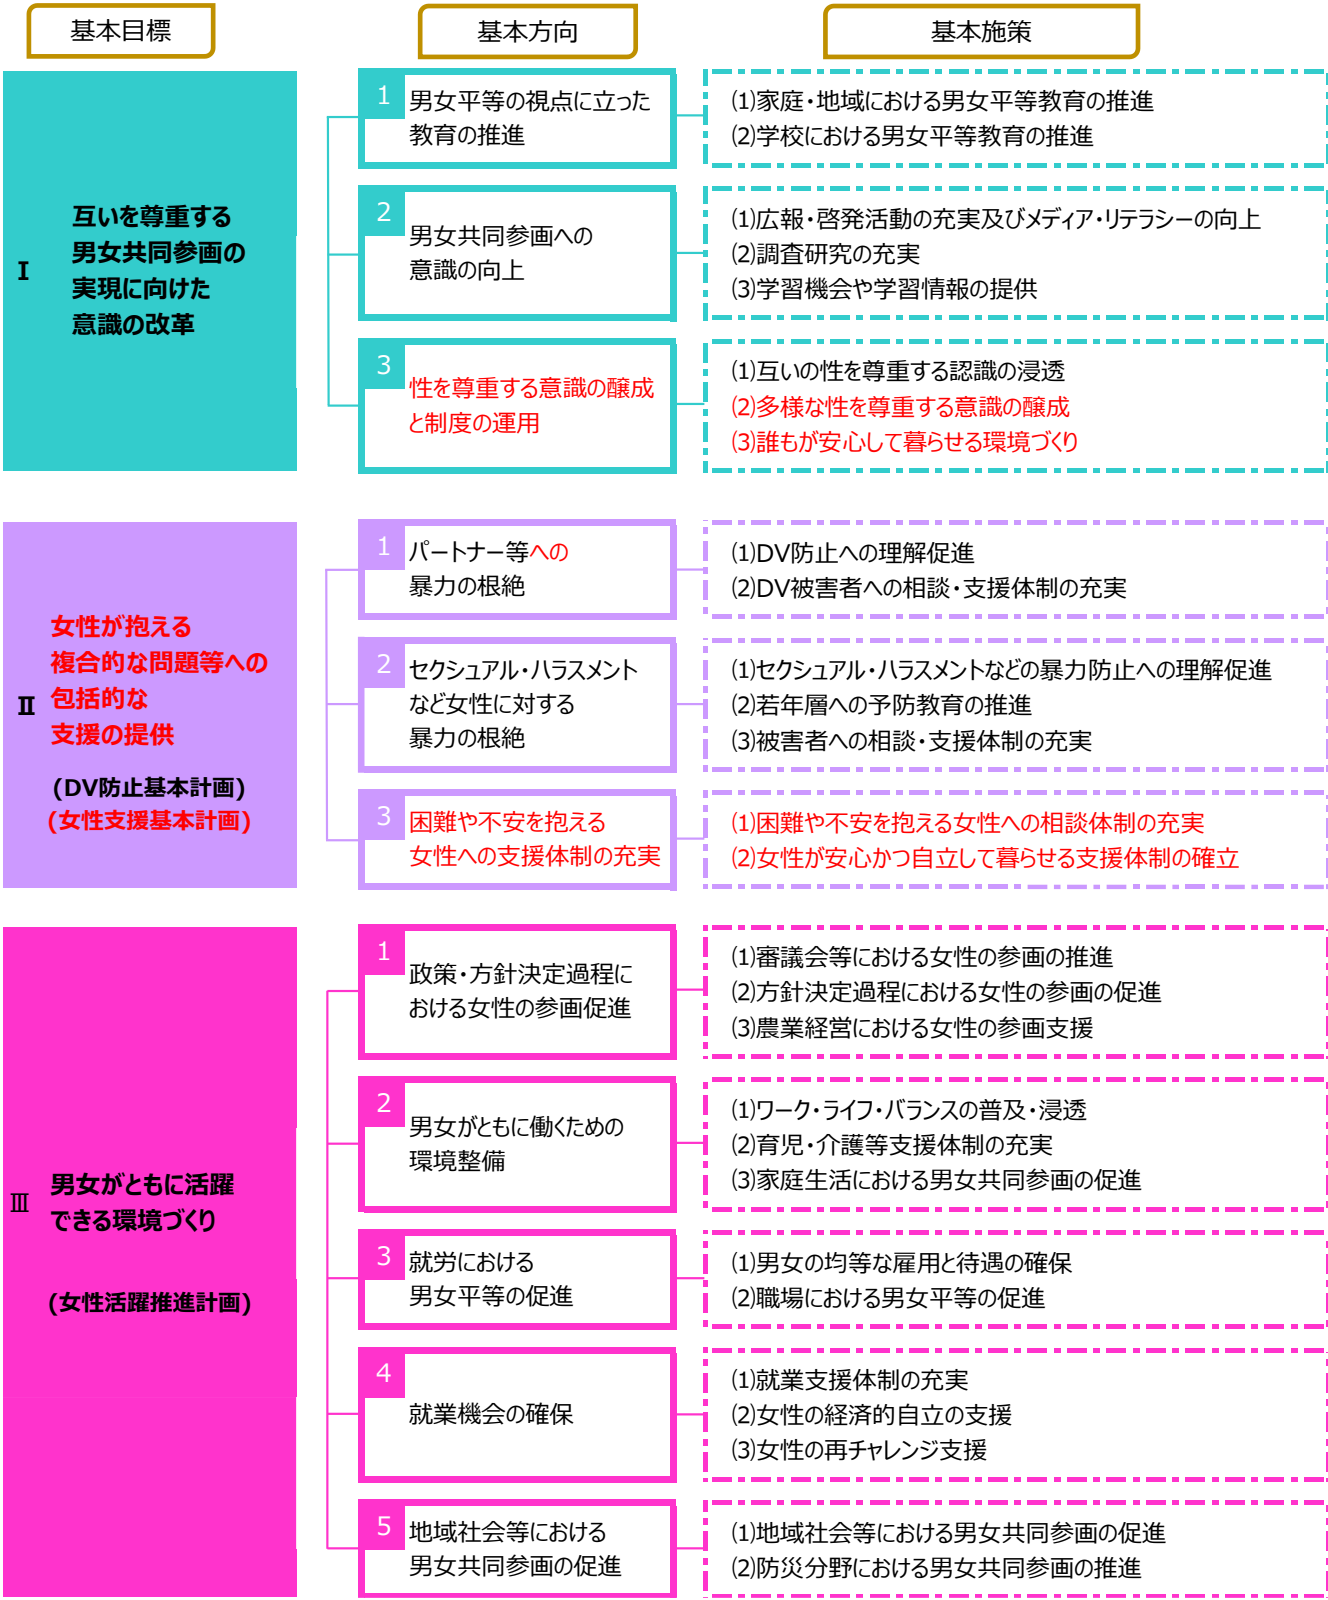 基本目標
基本方向
基本施策
Ⅰ
互いを尊重する
男女共同参画の
実現に向けた
意識の改革
1
男女平等の視点に立った
教育の推進
⑴家庭・地域における男女平等教育の推進
⑵学校における男女平等教育の推進
2
男女共同参画への
意識の向上
⑴広報・啓発活動の充実及びメディア・リテラシーの向上
⑵調査研究の充実
⑶学習機会や学習情報の提供
3
性を尊重する意識の醸成
と制度の運用
⑴互いの性を尊重する認識の浸透
⑵多様な性を尊重する意識の醸成
⑶誰もが安心して暮らせる環境づくり
Ⅱ
女性が抱える
複合的な問題等への
包括的な
支援の提供
(DV防止基本計画)
(女性支援基本計画)
1
パートナー等への
暴力の根絶
⑴DV防止への理解促進
⑵DV被害者への相談・支援体制の充実
2
セクシュアル・ハラスメント
など女性に対する
暴力の根絶
⑴セクシュアル・ハラスメントなどの暴力防止への理解促進
⑵若年層への予防教育の推進
⑶被害者への相談・支援体制の充実
3
困難や不安を抱える
女性への支援体制の充実
⑴困難や不安を抱える女性への相談体制の充実
⑵女性が安心かつ自立して暮らせる支援体制の確立
Ⅲ
男女がともに活躍
できる環境づくり
(女性活躍推進計画)
1
政策・方針決定過程に
おける女性の参画促進
⑴審議会等における女性の参画の推進
⑵方針決定過程における女性の参画の促進
⑶農業経営における女性の参画支援
2
男女がともに働くための
環境整備
⑴ワーク・ライフ・バランスの普及・浸透
⑵育児・介護等支援体制の充実
⑶家庭生活における男女共同参画の促進
3
就労における
男女平等の促進
⑴男女の均等な雇用と待遇の確保
⑵職場における男女平等の促進
4
就業機会の確保
⑴就業支援体制の充実
⑵女性の経済的自立の支援
⑶女性の再チャレンジ支援
5
地域社会等における
男女共同参画の促進
⑴地域社会等における男女共同参画の促進
⑵防災分野における男女共同参画の推進